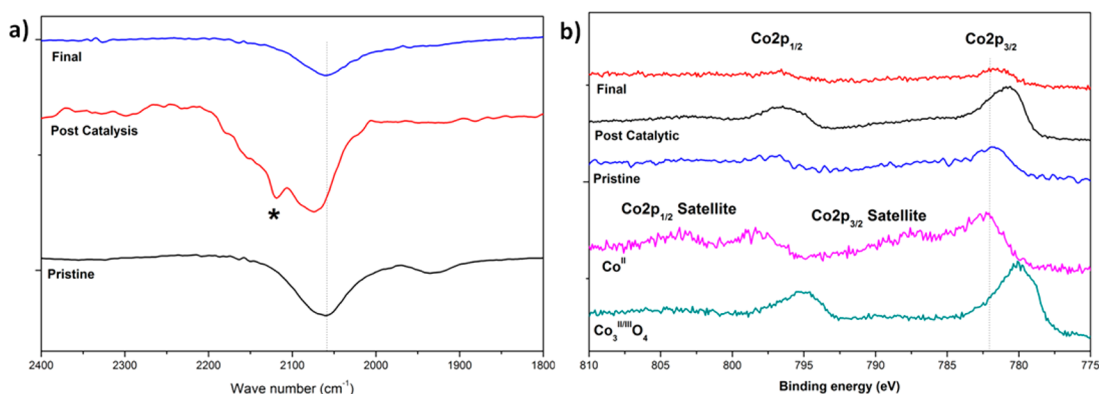 a)
Final
Post Catalysis
*
Pristine
2400 2300 2200 2100 2000 1900 1800
Wave number (cm⁻¹)
b)
Co2p₁/₂ Co2p₃/₂
Final
Post Catalytic
Pristine
Co2p₁/₂ Satellite Co2p₃/₂ Satellite
Coᴵᴵ
Co₃ᴵᴵ/ᴵᴵᴵO₄
810 805 800 795 790 785 780 775
Binding energy (eV)